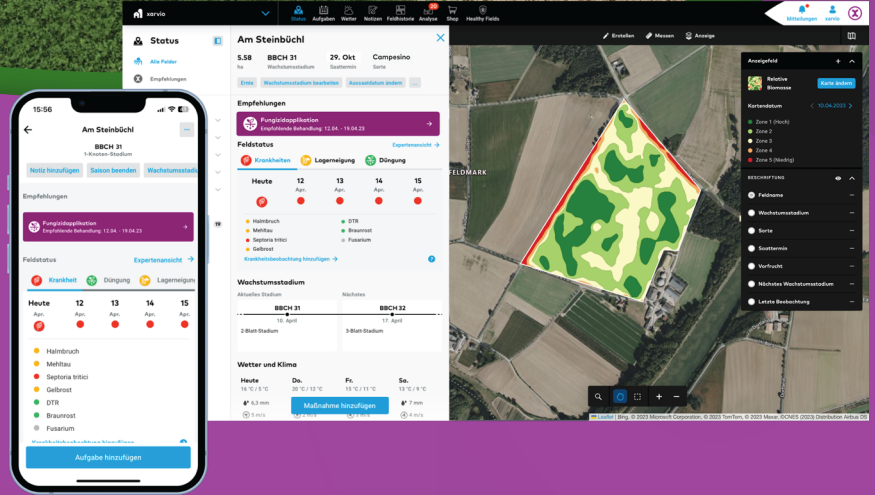 xarvio
Status
Aufgaben
Wetter
Notizen
Feldhistorie
Analyse
Shop
Healthy Fields
Mitteilungen
xarvio
Status
Alle Felder
Empfehlungen
19
Am Steinbüchl
5.58
ha
BBCH 31
Wachstumsstadium
29. Okt
Saattermin
Campesino
Sorte
Ernte
Wachstumsstadium bearbeiten
Aussaatdatum ändern
...
Empfehlungen
Fungizidapplikation
Empfohlende Behandlung: 12.04. - 19.04.23
Feldstatus
Expertenansicht
Krankheiten
Lagerneigung
Düngung
Heute
12
Apr.
13
Apr.
14
Apr.
15
Apr.
Halmbruch
Mehltau
Septoria tritici
Gelbrost
DTR
Braunrost
Fusarium
Krankheitsbeobachtung hinzufügen
?
Wachstumsstadium
Aktuelles Stadium
Nächstes
BBCH 31
10. April
2-Blatt-Stadium
BBCH 32
17. April
3-Blatt-Stadium
Wetter und Klima
Heute
16 °C / 5 °C
6,3 mm
5 m/s
Do.
20 °C / 12 °C
Fr.
15 °C / 11 °C
Sa.
13 °C / 9 °C
7 mm
4 m/s
Maßnahme hinzufügen
Erstellen
Messen
Anzeige
FELDMARK
Anzeigefeld
Relative
Biomasse
Karte ändern
Kartendatum
10.04.2023
Zone 1 (Hoch)
Zone 2
Zone 3
Zone 4
Zone 5 (Niedrig)
BESCHRIFTUNG
Feldname
Wachstumsstadium
Sorte
Saattermin
Vorfrucht
Nächstes Wachstumsstadium
Letzte Beobachtung
Leaflet | Bing, © 2023 Microsoft Corporation, © 2023 TomTom, © 2023 Maxar, ©CNES (2023) Distribution Airbus DS
15:56
Am Steinbüchl
BBCH 31
1-Knoten-Stadium
Notiz hinzufügen
Saison beenden
Wachstumsstadi
Empfehlungen
Fungizidapplikation
Empfohlende Behandlung: 12.04. - 19.04.23
Feldstatus
Expertenansicht
Krankheit
Düngung
Lagerneigung
Heute
Apr.
12
Apr.
13
Apr.
14
Apr.
15
Apr.
Halmbruch
Mehltau
Septoria tritici
Gelbrost
DTR
Braunrost
Fusarium
Krankheitsbeobachtung hinzufügen
Aufgabe hinzufügen